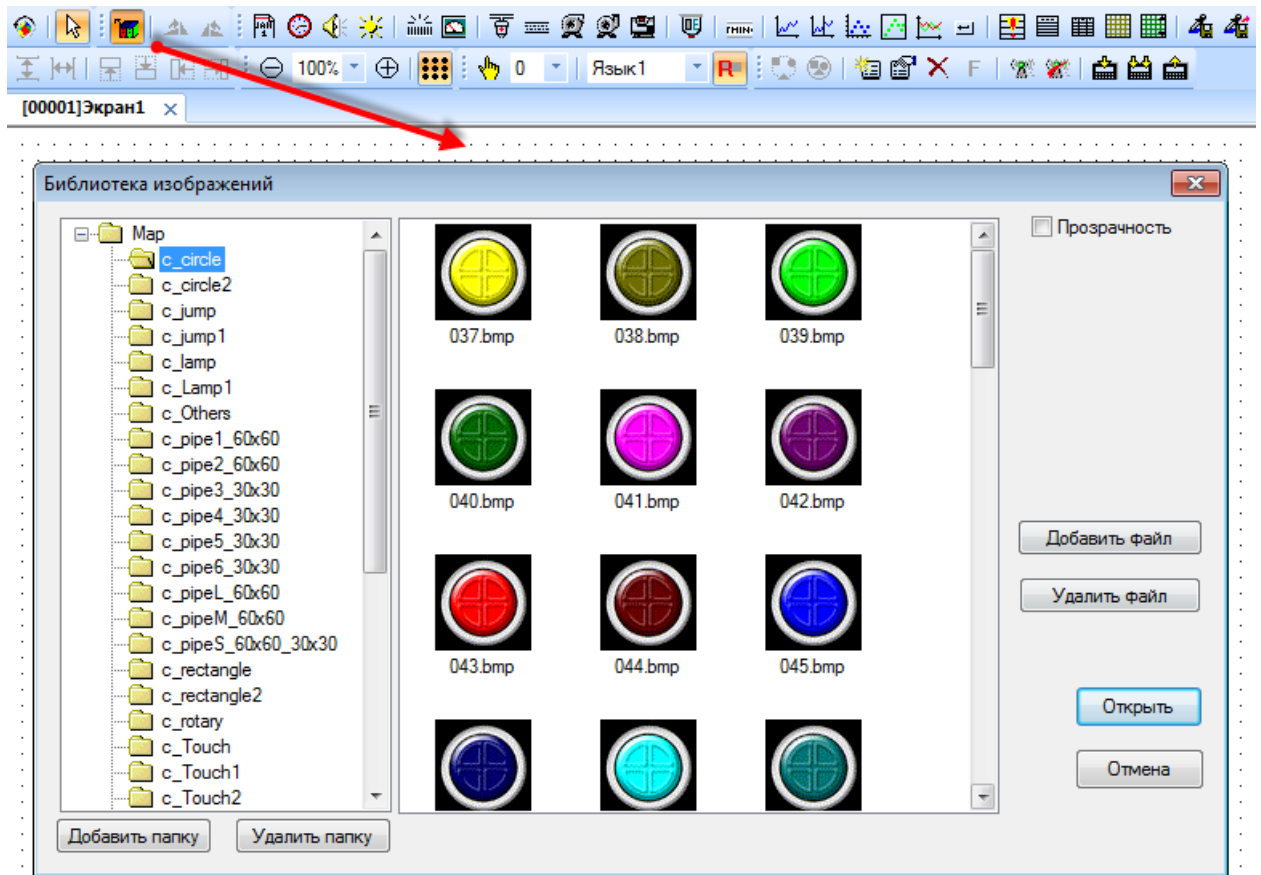 100% 0 Язык1 R F
[00001]Экран1
Библиотека изображений
Map
c_circle
c_circle2
c_jump
c_jump1
c_lamp
c_Lamp1
c_Others
c_pipe1_60x60
c_pipe2_60x60
c_pipe3_30x30
c_pipe4_30x30
c_pipe5_30x30
c_pipe6_30x30
c_pipeL_60x60
c_pipeM_60x60
c_pipeS_60x60_30x30
c_rectangle
c_rectangle2
c_rotary
c_Touch
c_Touch1
c_Touch2
Добавить папку Удалить папку
037.bmp 038.bmp 039.bmp
040.bmp 041.bmp 042.bmp
043.bmp 044.bmp 045.bmp
Прозрачность
Добавить файл
Удалить файл
Открыть
Отмена